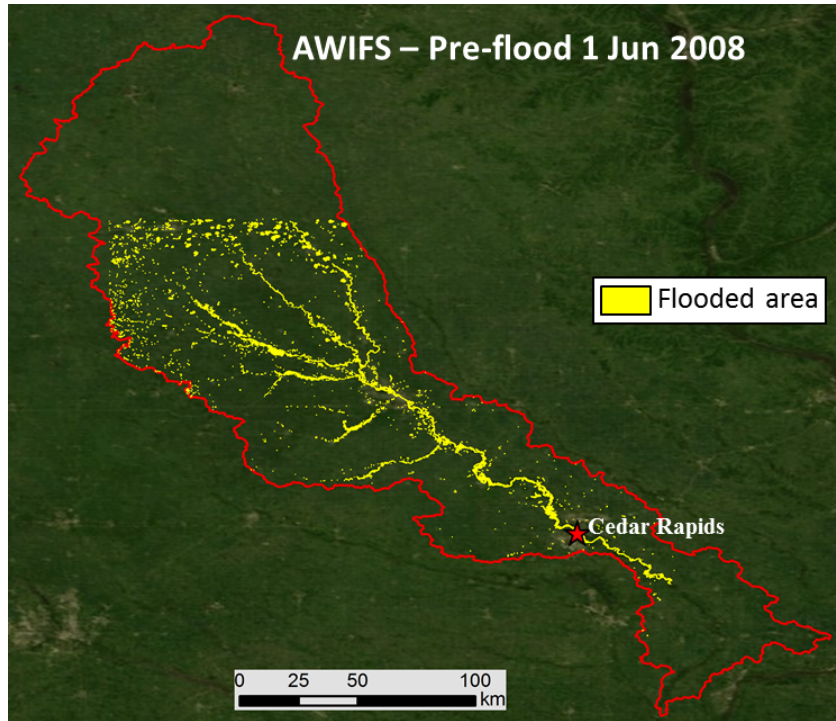 AWIFS – Pre-flood 1 Jun 2008
Flooded area
Cedar Rapids
0 25 50 100
km